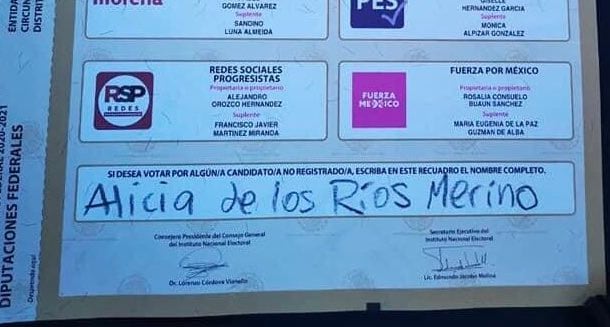 ENTIDA
CIRCUN
DISTRIT
morena
GOMEZ ALVAREZ
Suplente
SANDINO
LUNA ALMEIDA
PES
GISELLE
HERNANDEZ GARCIA
Suplente
MONICA
ALPIZAR GONZALEZ
RSP
REDES
REDES SOCIALES
PROGRESISTAS
Propietaria o propietario
ALEJANDRO
OROZCO HERNANDEZ
Suplente
FRANCISCO JAVIER
MARTINEZ MIRANDA
FUERZA
MEXICO
FUERZA POR MÉXICO
Propietaria o propietario
ROSALIA CONSUELO
BUAUN SANCHEZ
Suplente
MARIA EUGENIA DE LA PAZ
GUZMAN DE ALBA
SI DESEA VOTAR POR ALGÚN/A CANDIDATO/A NO REGISTRADO/A, ESCRIBA EN ESTE RECUADRO EL NOMBRE COMPLETO.
Alicia de los Ríos Merino
Consejero Presidente del Consejo General
del Instituto Nacional Electoral
Dr. Lorenzo Córdova Vianello
Secretario Ejecutivo del
Instituto Nacional Electoral
Lic. Edmundo Jacobo Molina
2020-2021
DIPUTACIONES FEDERALES
Desprenda aquí